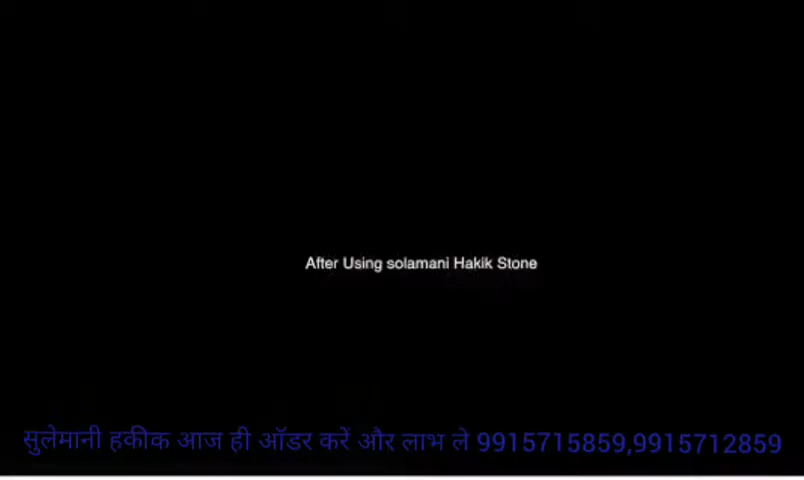 After Using solamani Hakik Stone
सुलेमानी हकीक आज ही ऑडर करें और लाभ ले 9915715859,9915712859